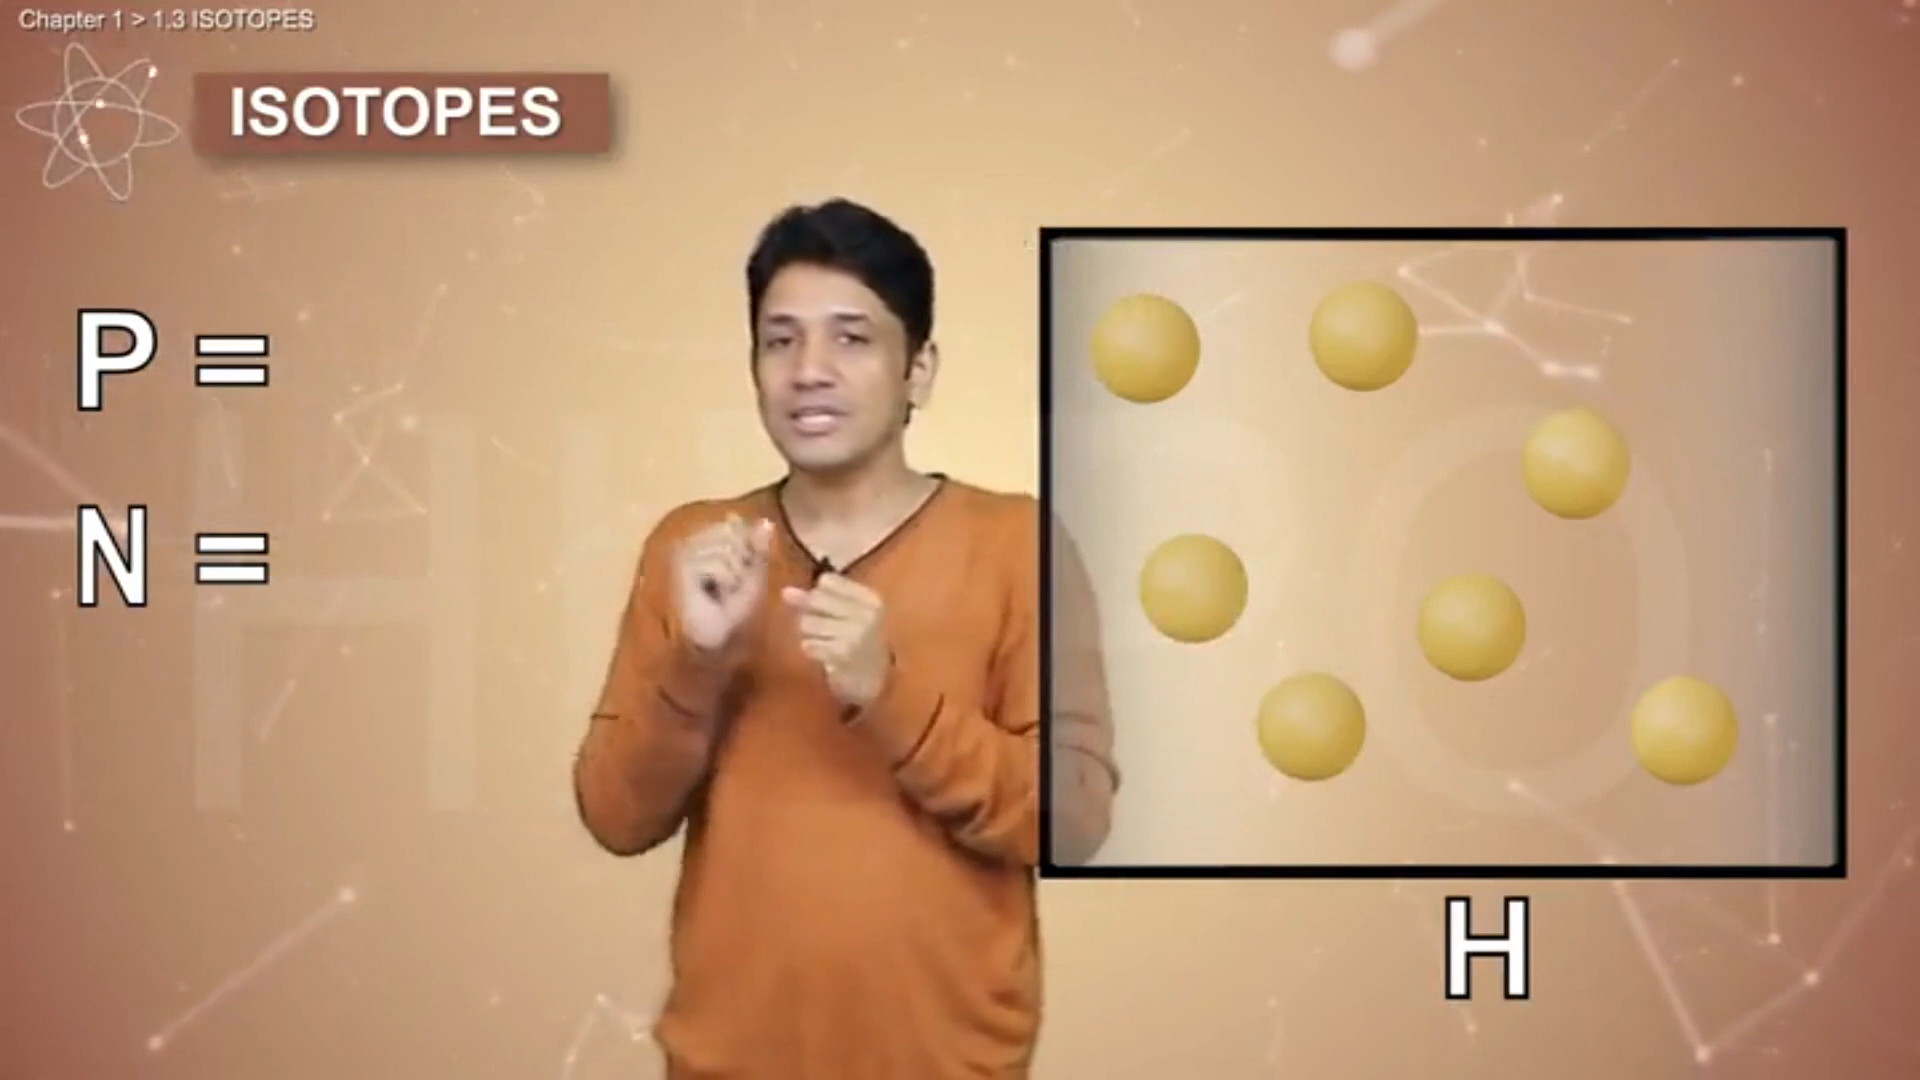 Chapter 1 > 1.3 ISOTOPES
ISOTOPES
P =
N =
H